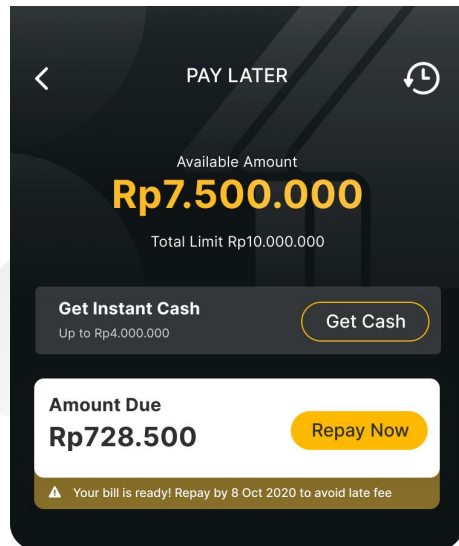 PAY LATER
Available Amount
Rp7.500.000
Total Limit Rp10.000.000
Get Instant Cash
Up to Rp4.000.000
Get Cash
Amount Due
Rp728.500
Repay Now
Your bill is ready! Repay by 8 Oct 2020 to avoid late fee